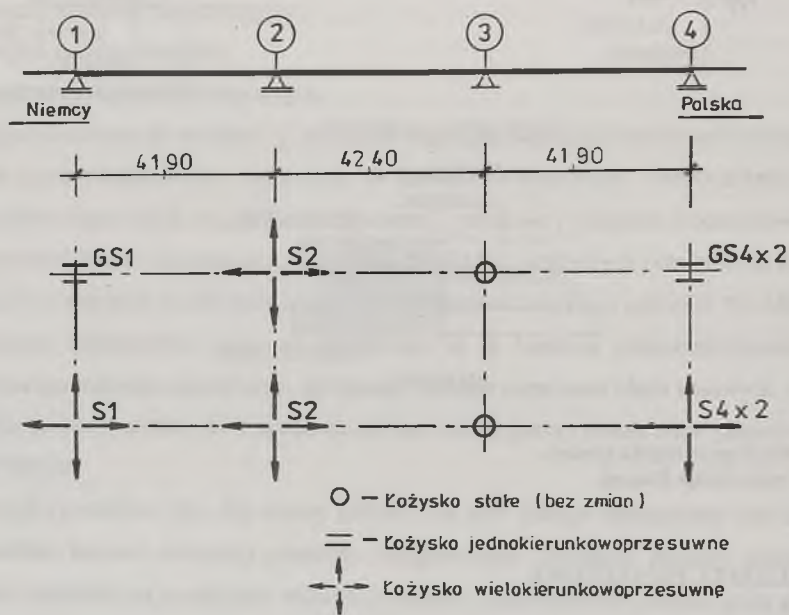 1 2 3 4
Niemcy Polska
41,90 42,40 41,90
GS1 S2 GS4x2
S1 S2 S4x2
– Łożysko stałe (bez zmian)
– Łożysko jednokierunkowoprzesuwne
– Łożysko wielokierunkowoprzesuwne